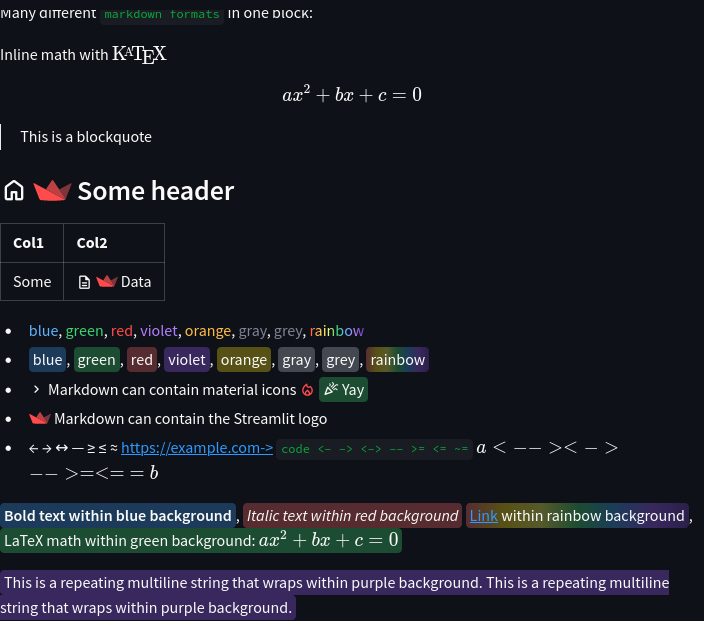 Many different markdown formats in one block:
Inline math with KATEX
ax² + bx + c = 0
This is a blockquote
Some header
Col1 Col2
Some Data
blue, green, red, violet, orange, gray, grey, rainbow
blue, green, red, violet, orange, gray, grey, rainbow
Markdown can contain material icons Yay
Markdown can contain the Streamlit logo
← → ↔ — ≥ ≤ ≈ https://example.com-> code <- -> <-> -- >= <= ~= a < −− >< − >
−− >=<= = b
Bold text within blue background, Italic text within red background Link within rainbow background,
LaTeX math within green background: ax² + bx + c = 0
This is a repeating multiline string that wraps within purple background. This is a repeating multiline
string that wraps within purple background.